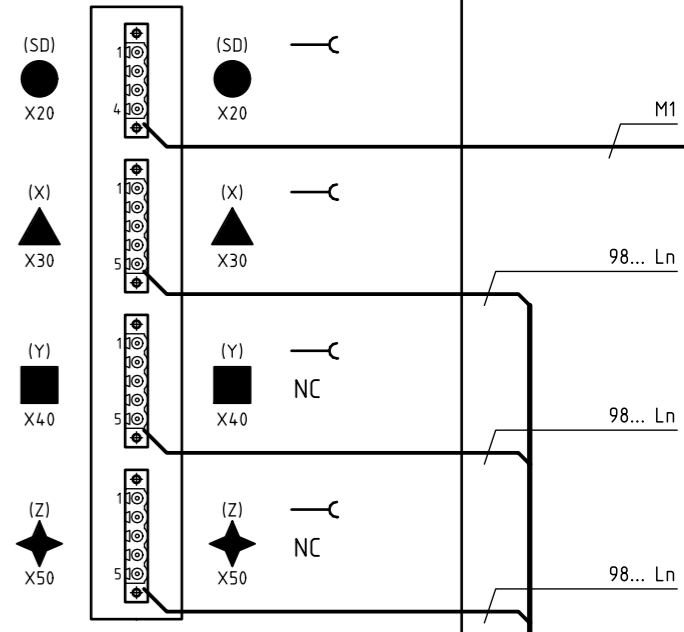 (SD) 1 (SD)
X20 4 X20
M1
(X) 1 (X)
X30 5 X30
98... Ln
(Y) 1 (Y)
NC
X40 5 X40
98... Ln
(Z) 1 (Z)
NC
X50 5 X50
98... Ln